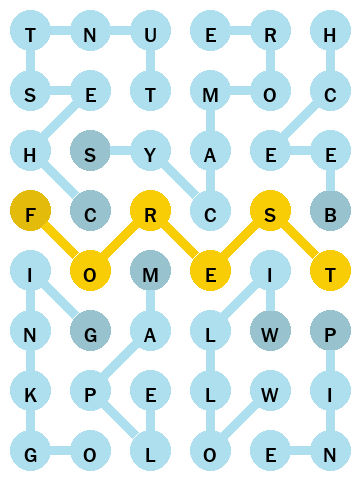 T N U E R H
S E T M O C
H S Y A E E
F C R C S B
I O M E I T
N G A L W P
K P E L W I
G O L O E N